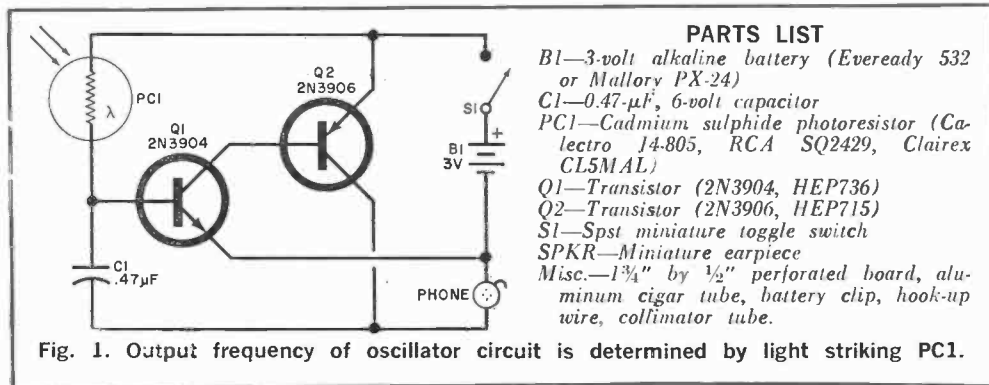 PC1
λ
Q1
2N3904
Q2
2N3906
S1
+
B1
3V
C1
.47µF
PHONE
PARTS LIST
B1—3-volt alkaline battery (Eveready 532
or Mallory PX-24)
C1—0.47-µF, 6-volt capacitor
PC1—Cadmium sulphide photoresistor (Ca-
lectro J4-805, RCA SQ2429, Clairex
CL5MAL)
Q1—Transistor (2N3904, HEP736)
Q2—Transistor (2N3906, HEP715)
S1—Spst miniature toggle switch
SPKR—Miniature earpiece
Misc.—1¾" by ½" perforated board, alu-
minum cigar tube, battery clip, hook-up
wire, collimator tube.
Fig. 1. Output frequency of oscillator circuit is determined by light striking PC1.